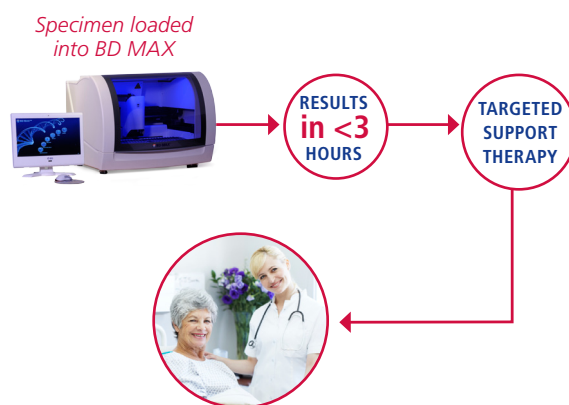 Specimen loaded
into BD MAX
RESULTS
in <3
HOURS
TARGETED
SUPPORT
THERAPY